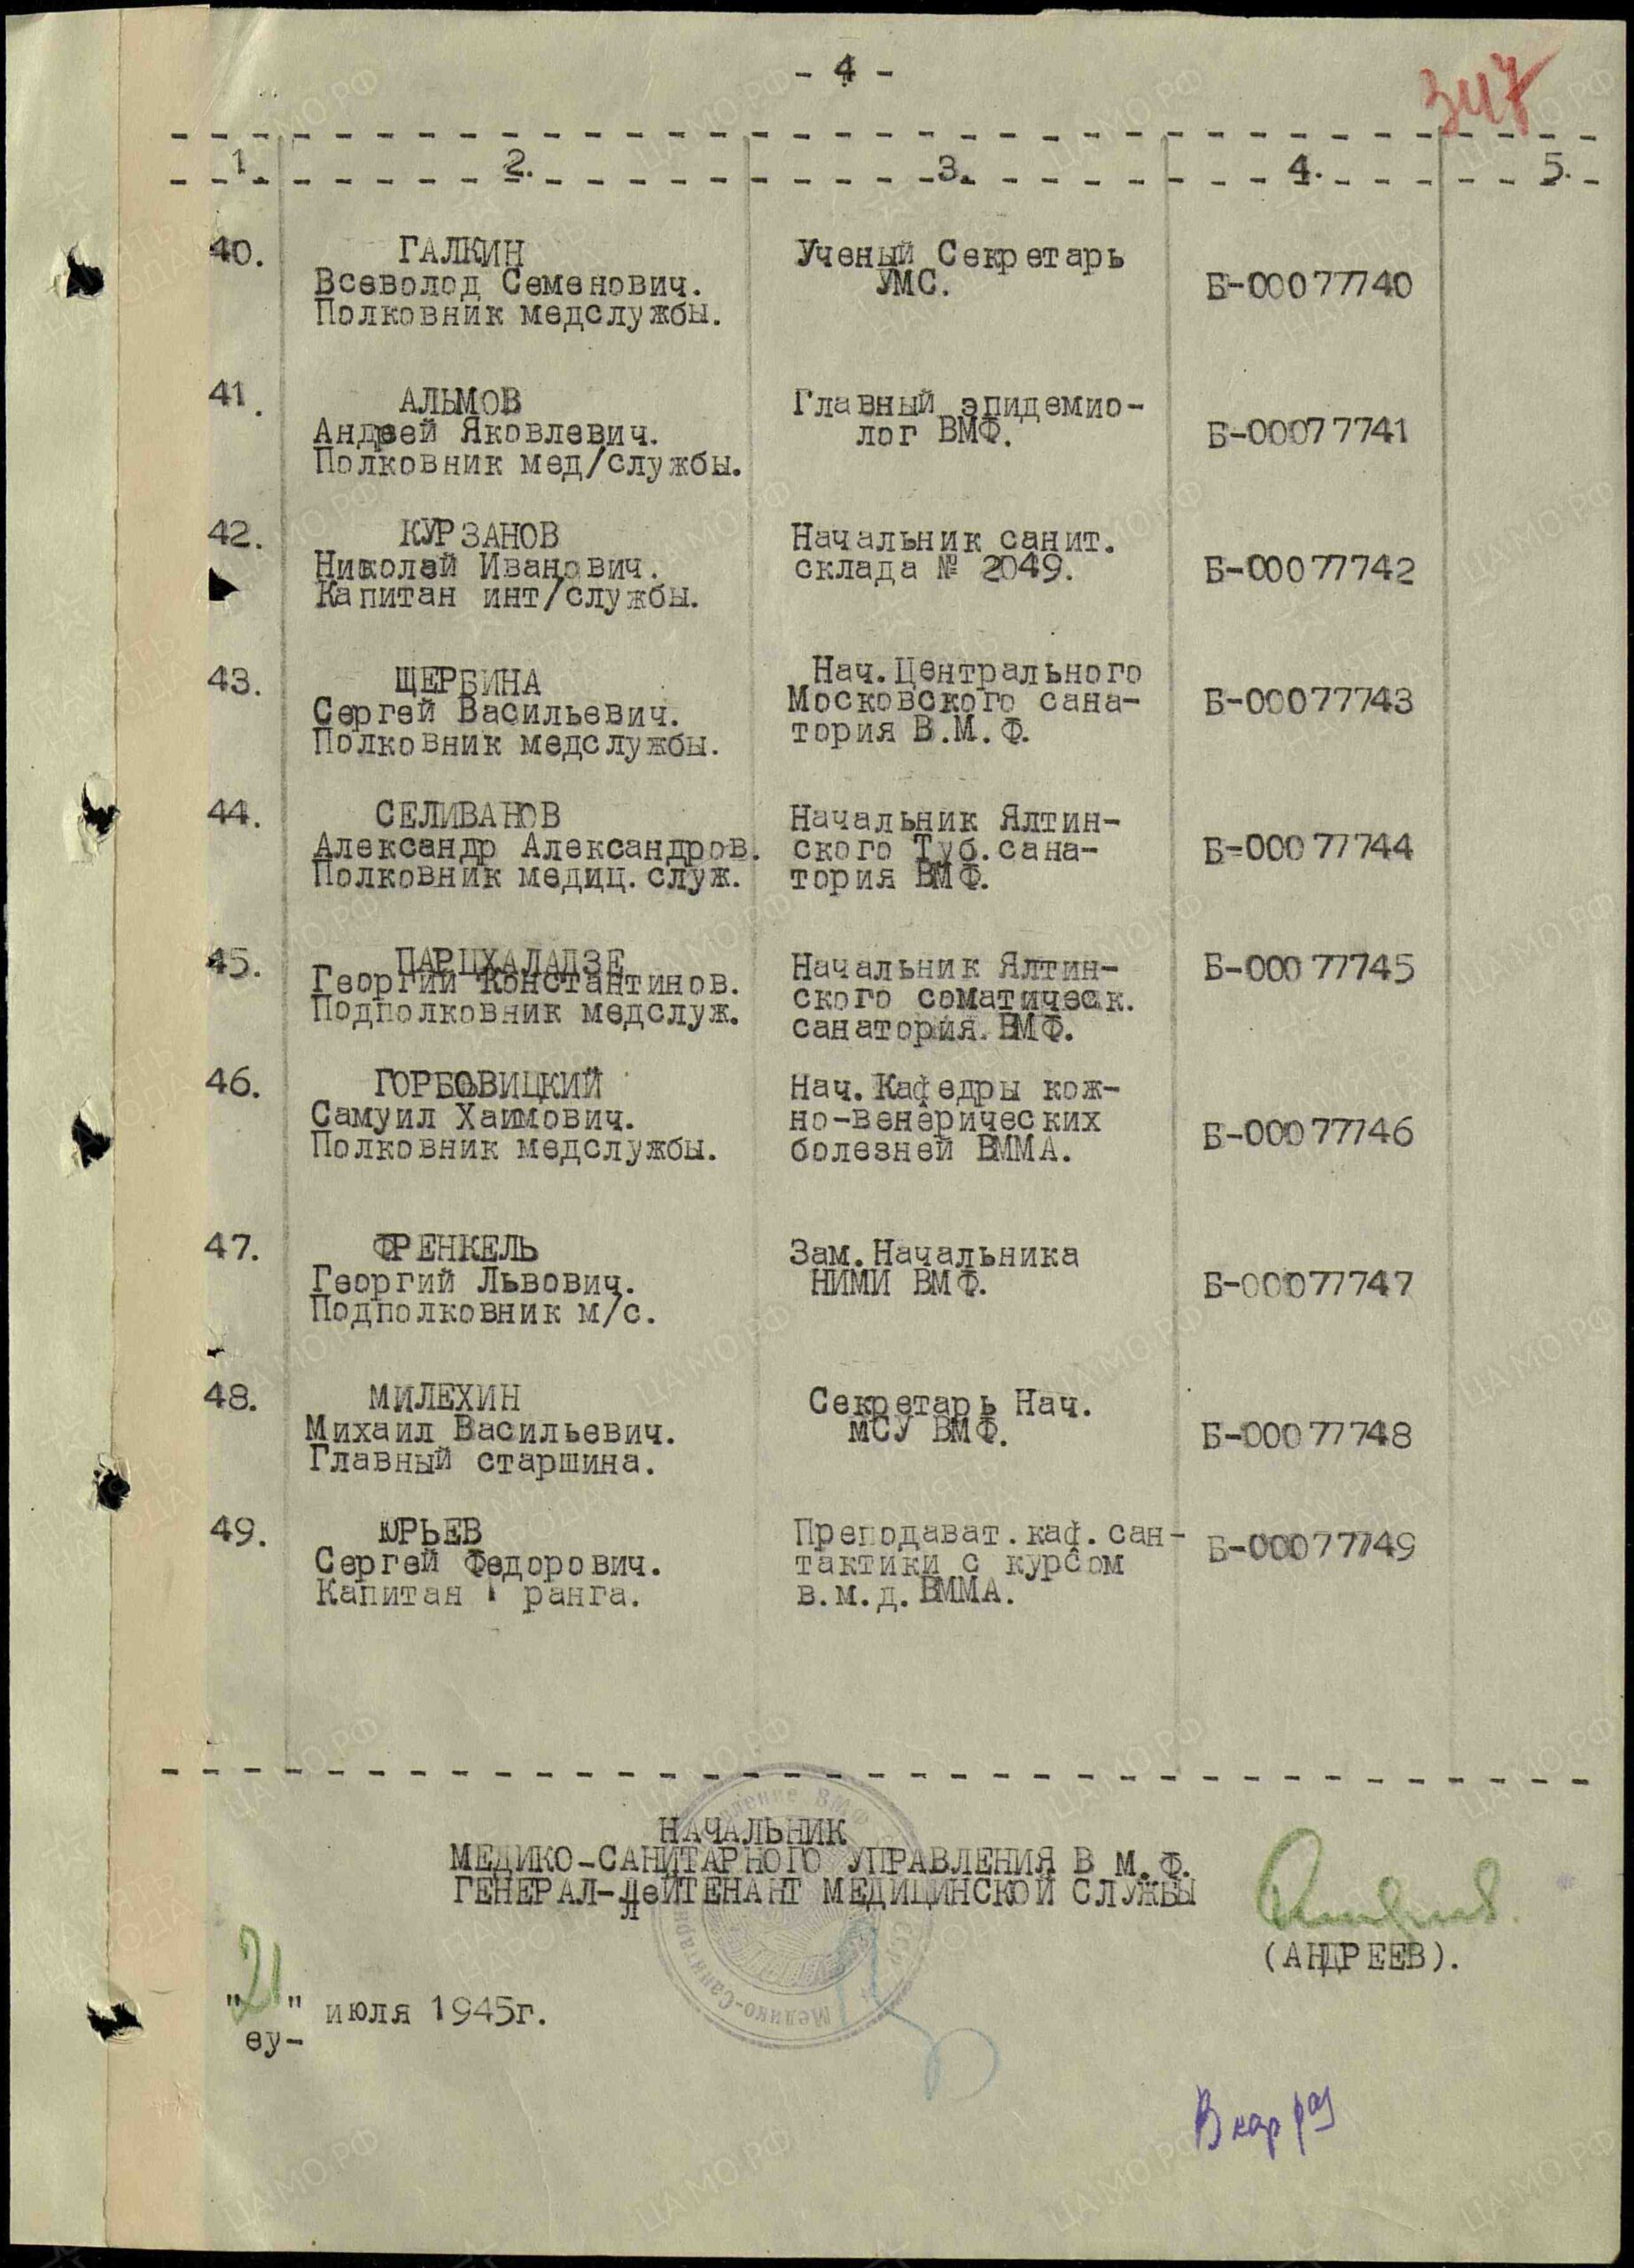 - 4 -
347
1. 2. 3. 4. 5.
40. ГАЛКИН
Всеволод Семенович.
Полковник медслужбы.
Ученый Секретарь
УМС.
Б-00077740
41. АЛЬМОВ
Андрей Яковлевич.
Полковник мед/службы.
Главный эпидемио-
лог ВМФ.
Б-00077741
42. КУРЗАНОВ
Николай Иванович.
Капитан инт/службы.
Начальник санит.
склада № 2049.
Б-00077742
43. ЩЕРБИНА
Сергей Васильевич.
Полковник медслужбы.
Нач. Центрального
Московского сана-
тория В.М.Ф.
Б-00077743
44. СЕЛИВАНОВ
Александр Александров.
Полковник медиц. служ.
Начальник Ялтин-
ского Туб. сана-
тория ВМФ.
Б-00077744
45. ПАРЦХАЛАДЗЕ
Георгий Константинов.
Подполковник медслуж.
Начальник Ялтин-
ского соматическ.
санатория ВМФ.
Б-00077745
46. ГОРБОВИЦКИЙ
Самуил Хаимович.
Полковник медслужбы.
Нач. Кафедры кож-
но-венерических
болезней ВММА.
Б-00077746
47. ФРЕНКЕЛЬ
Георгий Львович.
Подполковник м/с.
Зам. Начальника
НИМИ ВМФ.
Б-00077747
48. МИЛЕХИН
Михаил Васильевич.
Главный старшина.
Секретарь Нач.
МСУ ВМФ.
Б-00077748
49. ЮРЬЕВ
Сергей Федорович.
Капитан 1 ранга.
Преподават. каф. сан-
тактики с курсом
в.м.д. ВММА.
Б-00077749
НАЧАЛЬНИК
МЕДИКО-САНИТАРНОГО УПРАВЛЕНИЯ В М.Ф.
ГЕНЕРАЛ-ЛеЙТЕНАНТ МЕДИЦИНСКОЙ СЛУЖБЫ
(АНДРЕЕВ).
"21" июля 1945г.
еу-